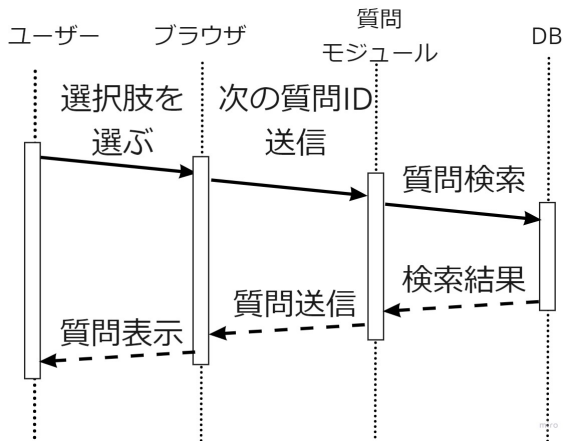 ユーザー
ブラウザ
質問
モジュール
DB
選択肢を
選ぶ
次の質問ID
送信
質問検索
検索結果
質問送信
質問表示
miro